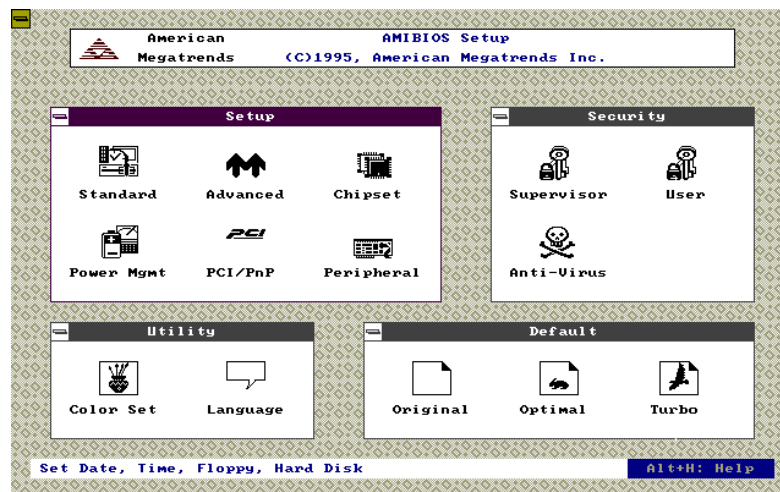 American AMIBIOS Setup
Megatrends (C)1995, American Megatrends Inc.
Setup
Standard Advanced Chipset
PCI
Power Mgmt PCI/PnP Peripheral
Security
Supervisor User
Anti-Virus
Utility
Color Set Language
Default
Original Optimal Turbo
Set Date, Time, Floppy, Hard Disk Alt+H: Help